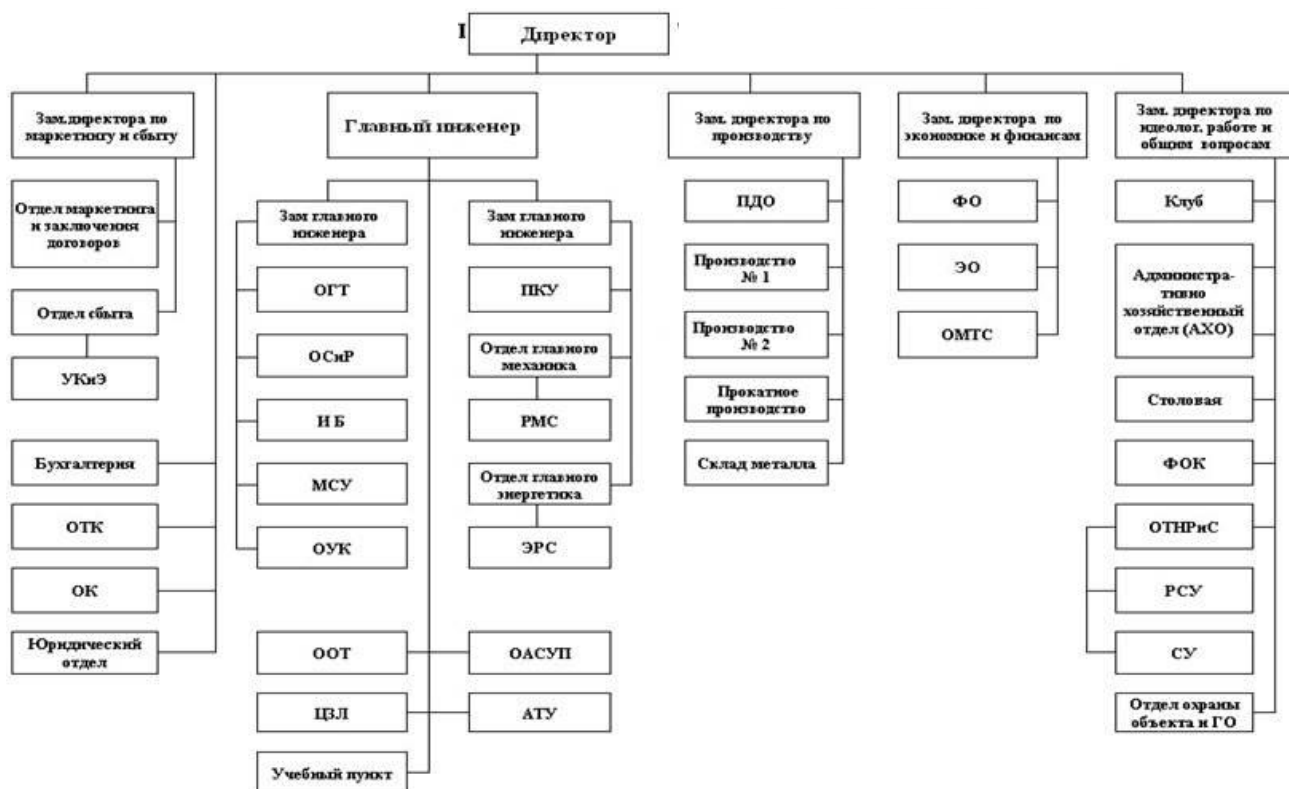 I
Директор
Зам.директора по
маркетингу и сбыту
Отдел маркетинга
и заключения
договоров
Отдел сбыта
УКиЭ
Бухгалтерия
ОТК
ОК
Юридический
отдел
Главный инженер
Зам главного
инженера
ОГТ
ОСиР
И Б
МСУ
ОУК
Зам главного
инженера
ПКУ
Отдел главного
механика
РМС
Отдел главного
энергетика
ЭРС
ООТ
ОАСУП
ЦЗЛ
АТУ
Учебный пункт
Зам. директора по
производству
ПДО
Производство
№ 1
Производство
№ 2
Прокатное
производство
Склад металла
Зам. директора по
экономике и финансам
ФО
ЭО
ОМТС
Зам. директора по
идеолог. работе и
общим вопросам
Клуб
Администра-
тивно
хозяйственный
отдел (АХО)
Столовая
ФОК
ОТНРиС
РСУ
СУ
Отдел охраны
объекта и ГО